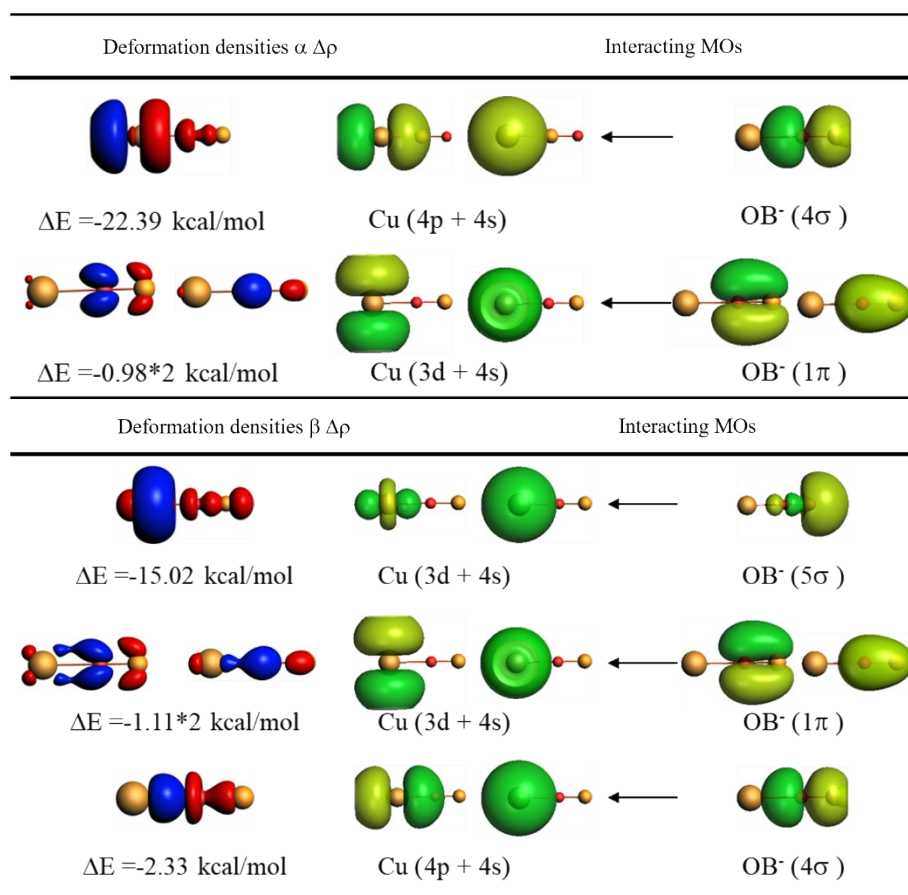 Deformation densities α Δρ Interacting MOs
ΔE =-22.39 kcal/mol Cu (4p + 4s) OB⁻ (4σ )
ΔE =-0.98*2 kcal/mol Cu (3d + 4s) OB⁻ (1π )
Deformation densities β Δρ Interacting MOs
ΔE =-15.02 kcal/mol Cu (3d + 4s) OB⁻ (5σ )
ΔE =-1.11*2 kcal/mol Cu (3d + 4s) OB⁻ (1π )
ΔE =-2.33 kcal/mol Cu (4p + 4s) OB⁻ (4σ )